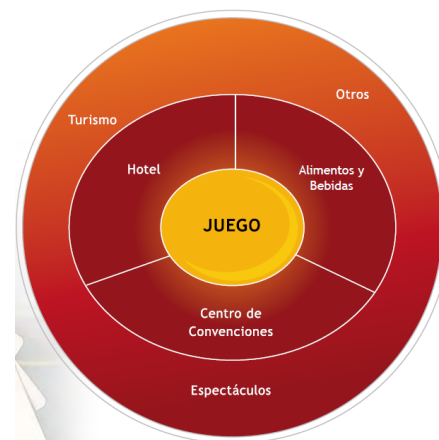 Otros
Turismo
Hotel
Alimentos y
Bebidas
JUEGO
Centro de
Convenciones
Espectáculos